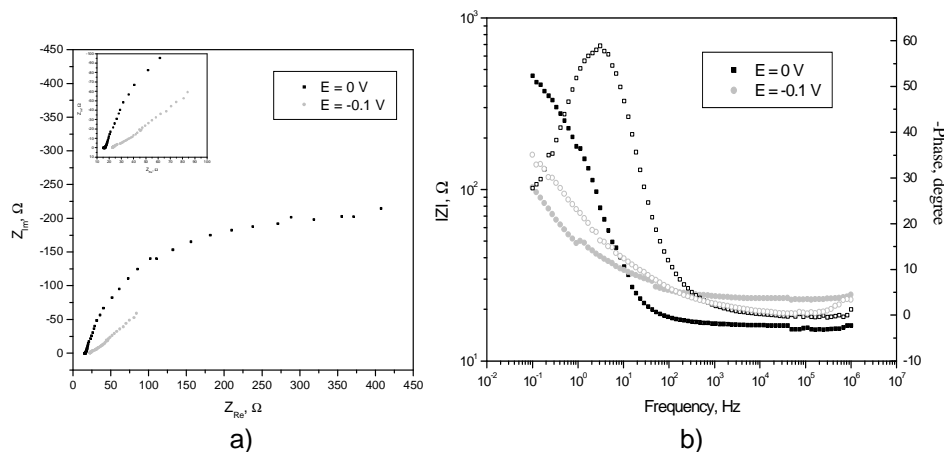 -450
-400
-350
-300
-250
-200
-150
-100
-50
0
Z_Im, Ω
0 50 100 150 200 250 300 350 400 450
Z_Re, Ω
E = 0 V
E = -0.1 V
a)
10^3
10^2
10^1
|Z|, Ω
10^-2 10^-1 10^0 10^1 10^2 10^3 10^4 10^5 10^6 10^7
Frequency, Hz
60
50
40
30
20
10
0
-10
-Phase, degree
E = 0 V
E = -0.1 V
b)